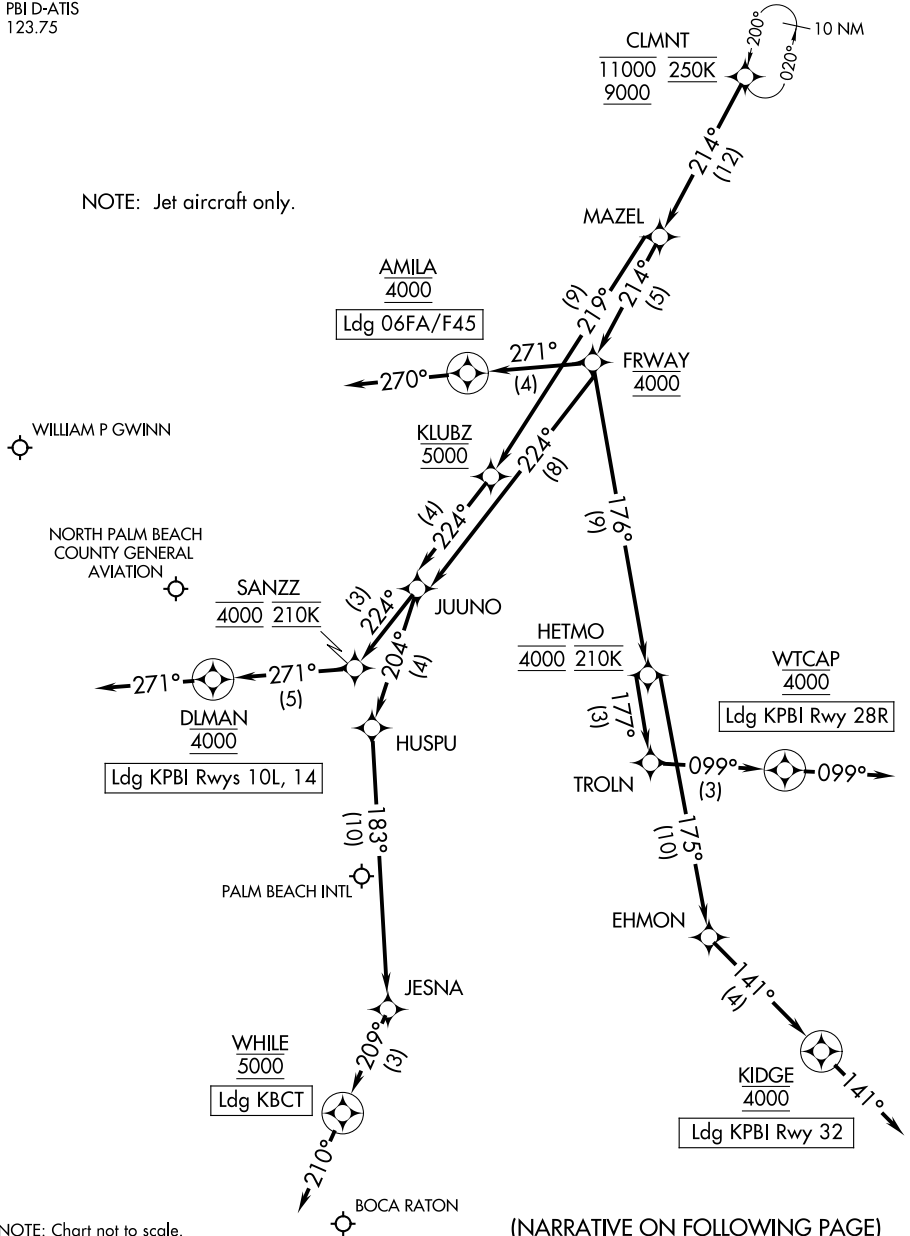 PBI D-ATIS
123.75
200°
020°
10 NM
CLMNT
11000 250K
9000
214°
(12)
NOTE: Jet aircraft only.
MAZEL
AMILA
4000
Ldg 06FA/F45
(9)
219°
214°
(5)
271°
(4)
270°
FRWAY
4000
WILLIAM P GWINN
KLUBZ
5000
224°
(8)
(4)
224°
176°
(9)
NORTH PALM BEACH
COUNTY GENERAL
AVIATION
SANZZ
4000 210K
(3)
224°
JUUNO
204°
(4)
HETMO
4000 210K
WTCAP
4000
Ldg KPBI Rwy 28R
271°
271°
(5)
DLMAN
4000
Ldg KPBI Rwys 10L, 14
HUSPU
177°
(3)
TROLN
099°
(3)
099°
183°
(10)
175°
(10)
PALM BEACH INTL
EHMON
141°
(4)
JESNA
209°
(3)
WHILE
5000
Ldg KBCT
KIDGE
4000
Ldg KPBI Rwy 32
141°
210°
BOCA RATON
NOTE: Chart not to scale.
(NARRATIVE ON FOLLOWING PAGE)